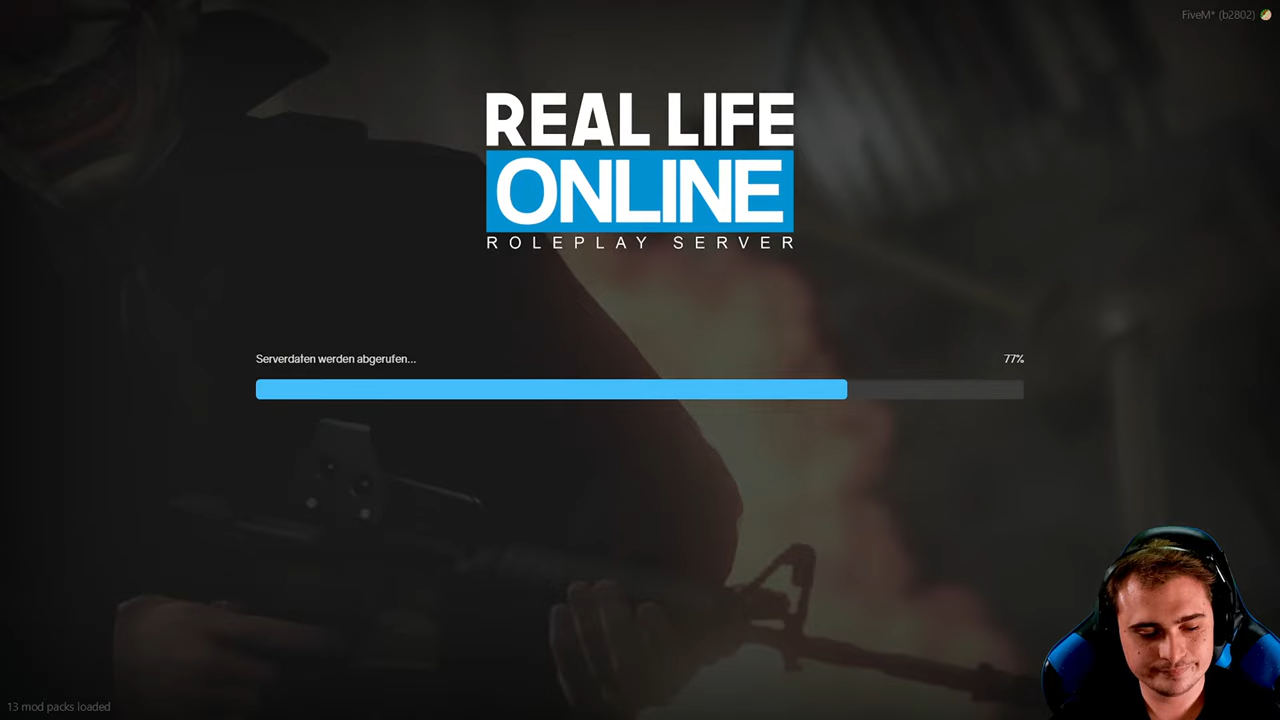 FiveM* (b2802)
REAL LIFE
ONLINE
ROLEPLAY SERVER
Serverdaten werden abgerufen...
77%
13 mod packs loaded